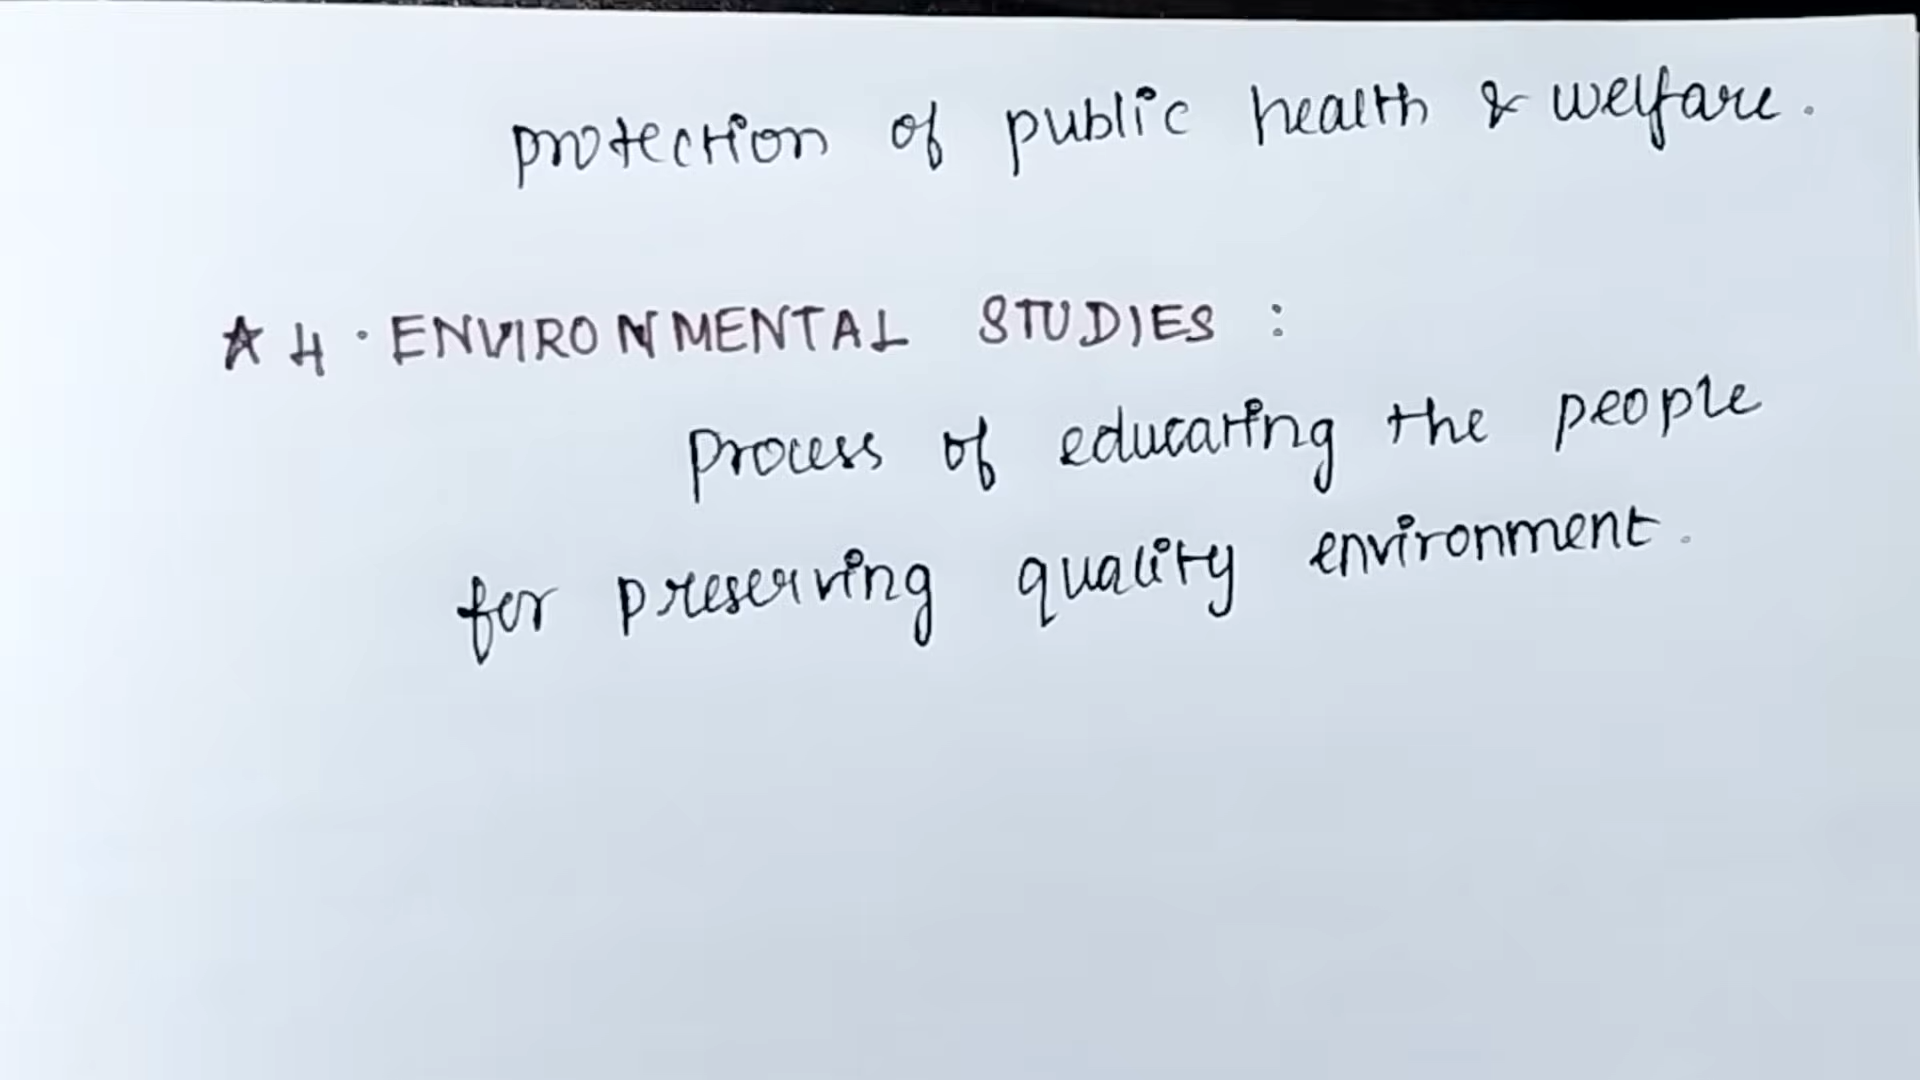 protection of public health & welfare.
★ 4. ENVIRONMENTAL STUDIES :
process of educating the people
for preserving quality environment.